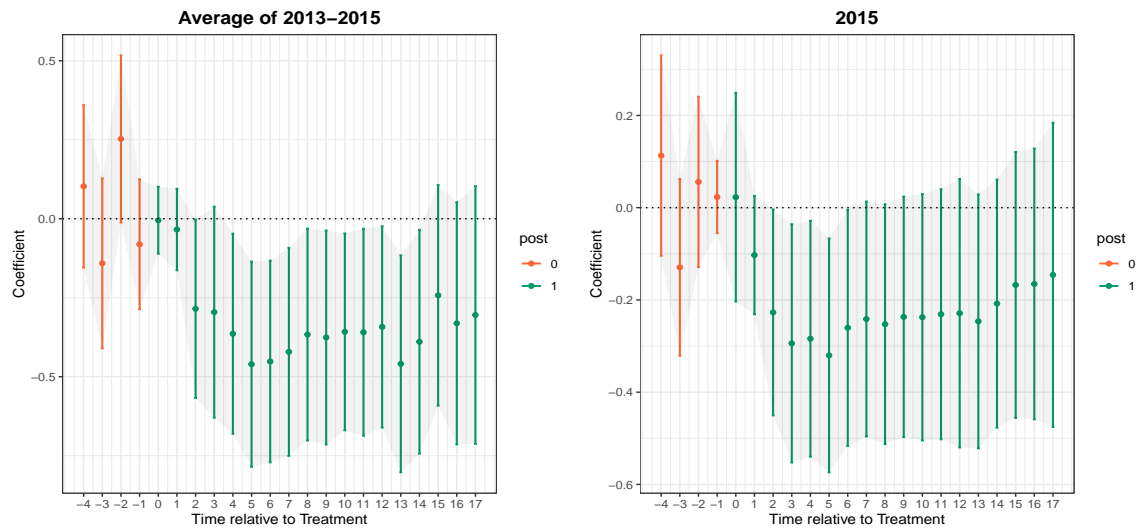 Average of 2013–2015
0.5
0.0
−0.5
Coefficient
−4 −3 −2 −1 0 1 2 3 4 5 6 7 8 9 10 11 12 13 14 15 16 17
Time relative to Treatment
post
0
1
2015
0.2
0.0
−0.2
−0.4
−0.6
Coefficient
−4 −3 −2 −1 0 1 2 3 4 5 6 7 8 9 10 11 12 13 14 15 16 17
Time relative to Treatment
post
0
1